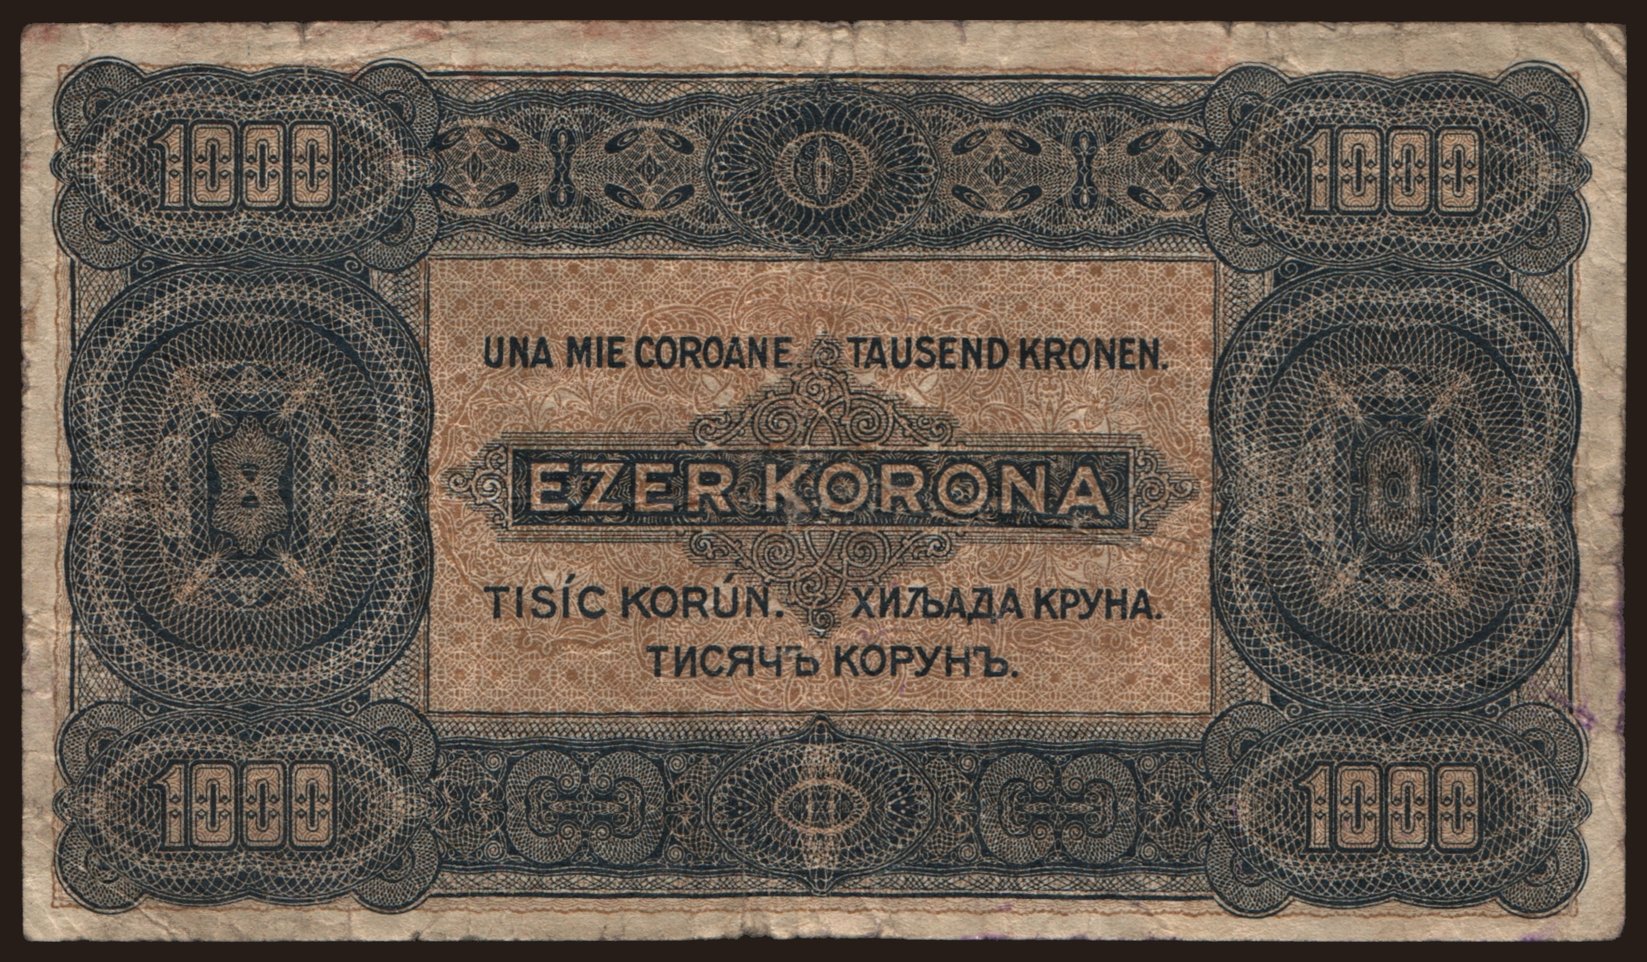 1000 1000
UNA MIE COROANE. TAUSEND KRONEN.
EZER KORONA
TISÍC KORÚN. ХИЉАДА КРУНА.
ТИСЯЧЪ КОРУНЪ.
1000 1000